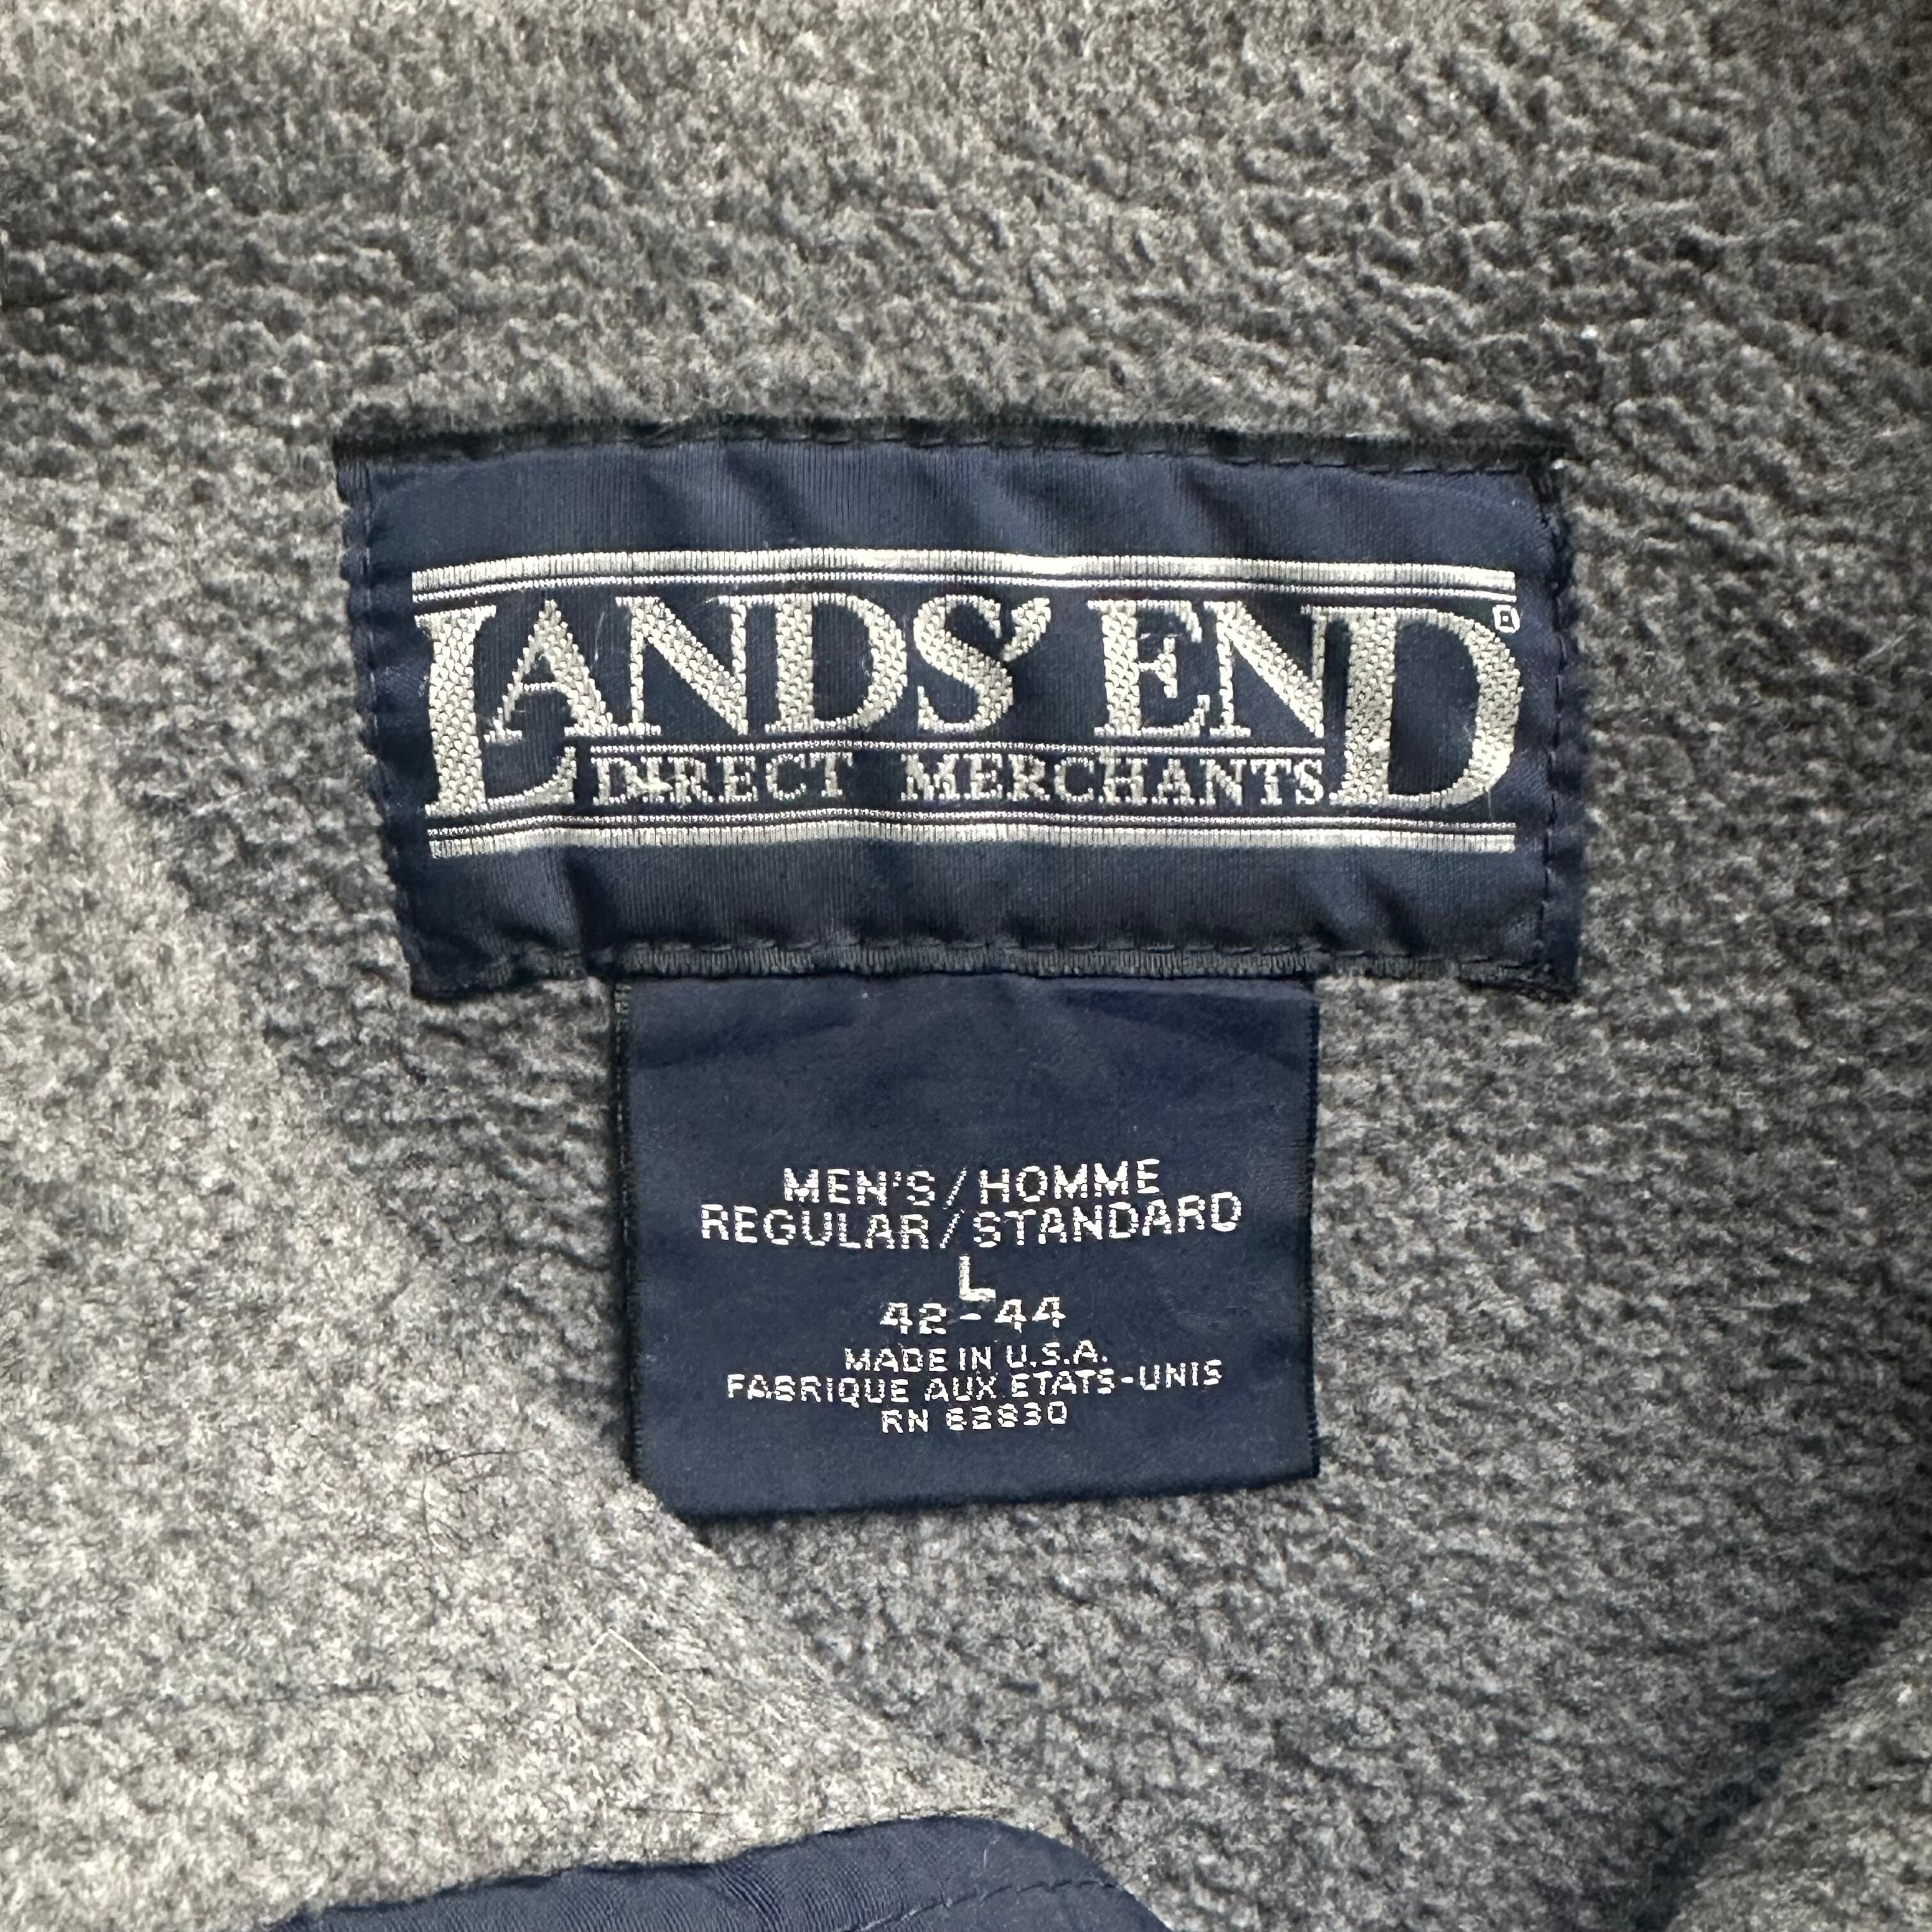 LANDS' END®
DIRECT MERCHANTS
MEN'S/HOMME
REGULAR/STANDARD
L
42-44
MADE IN U.S.A.
FABRIQUE AUX ETATS-UNIS
RN 62830